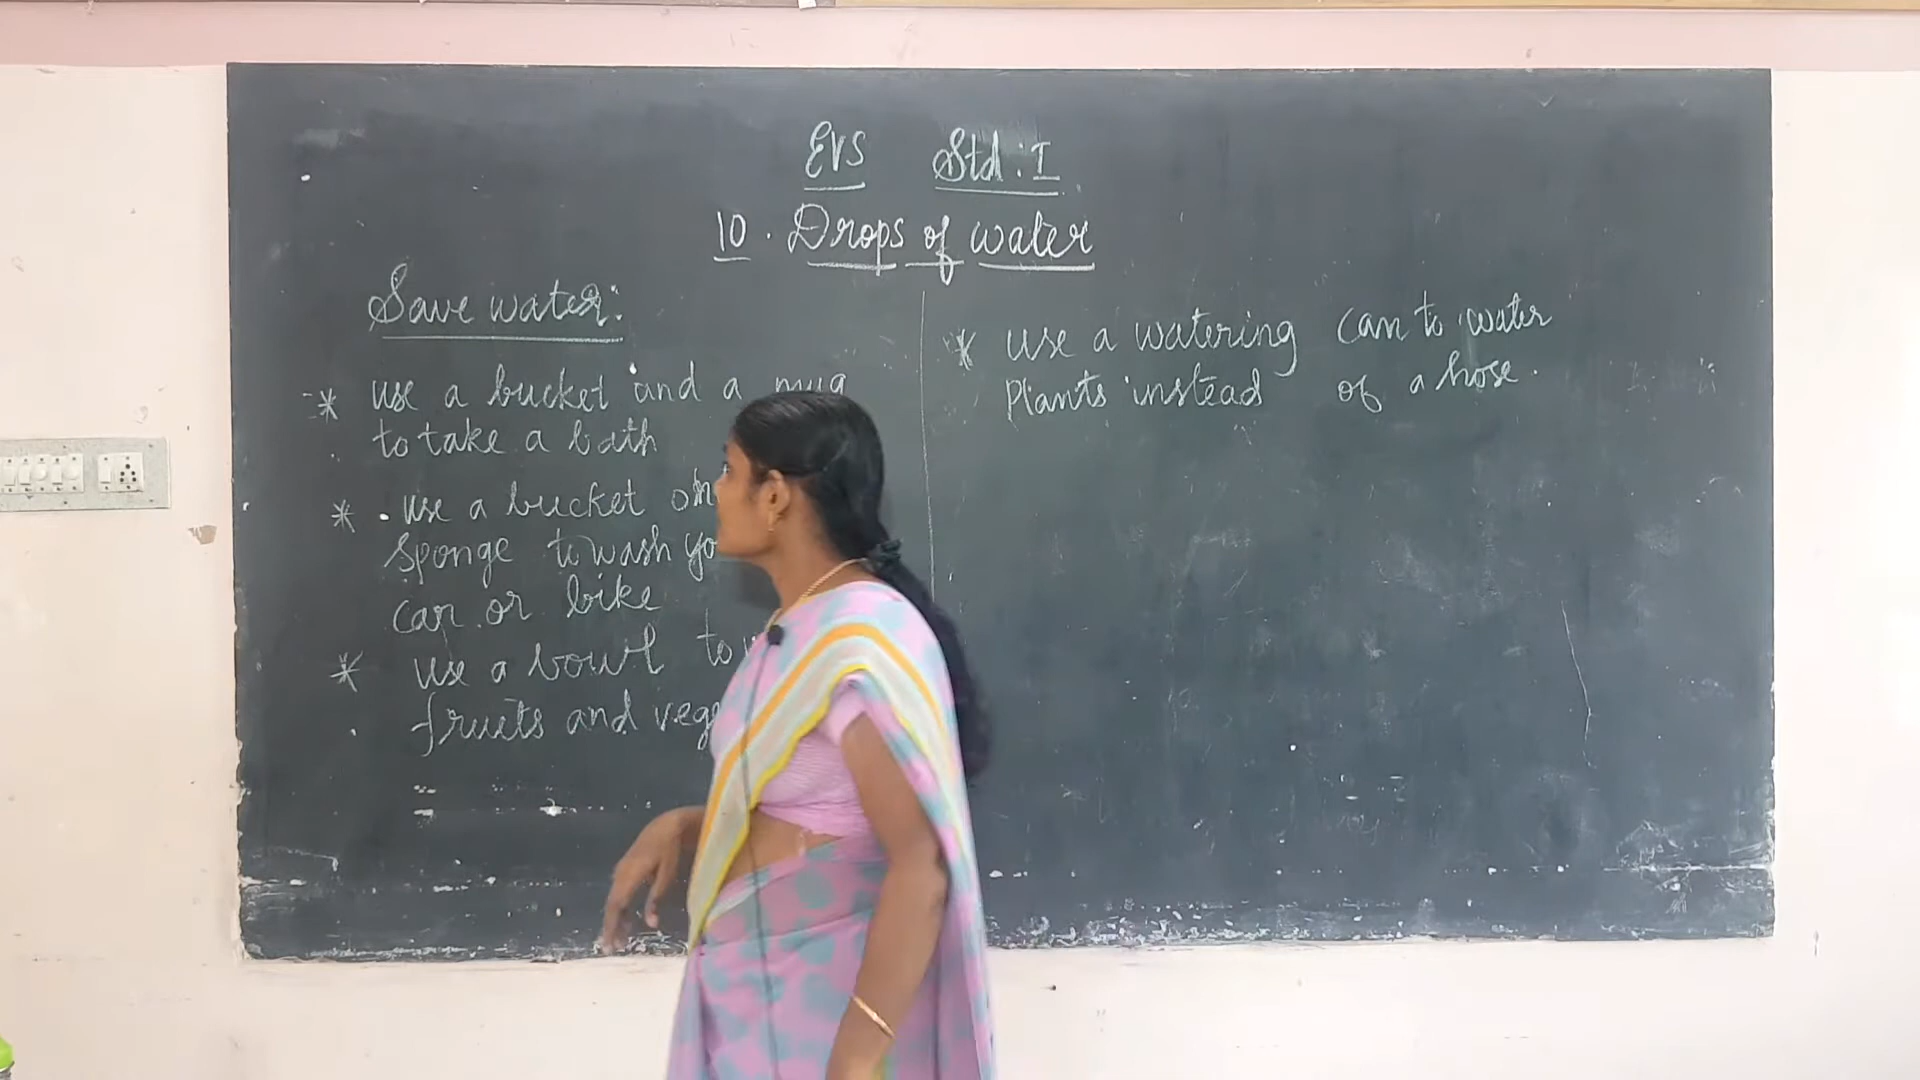 EVS Std : I
10. Drops of water
Save water:
* use a bucket and a mug
to take a bath
* use a bucket
sponge to wash
car or bike
* use a bowl to
fruits and
* use a watering can to water
Plants instead of a hose.